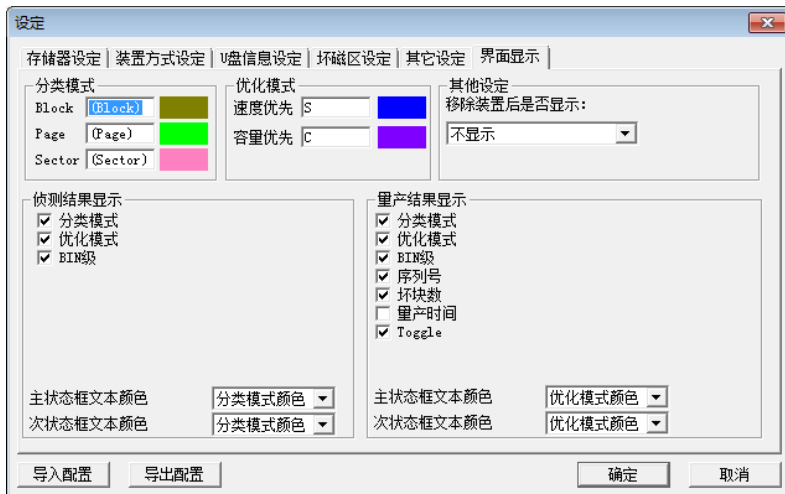 设定
存储器设定 装置方式设定 U盘信息设定 坏磁区设定 其它设定 界面显示
分类模式
Block (Block)
Page (Page)
Sector (Sector)
优化模式
速度优先 S
容量优先 C
其他设定
移除装置后是否显示:
不显示
侦测结果显示
分类模式
优化模式
BIN级
主状态框文本颜色 分类模式颜色
次状态框文本颜色 分类模式颜色
量产结果显示
分类模式
优化模式
BIN级
序列号
坏块数
量产时间
Toggle
主状态框文本颜色 优化模式颜色
次状态框文本颜色 优化模式颜色
导入配置 导出配置 确定 取消